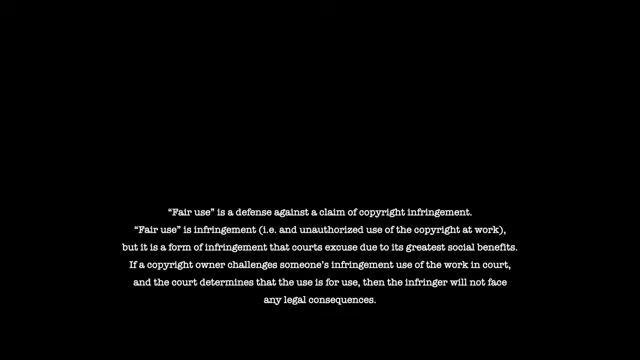 “Fair use” is a defense against a claim of copyright infringement.
“Fair use” is infringement (i.e. and unauthorized use of the copyright at work),
but it is a form of infringement that courts excuse due to its greatest social benefits.
If a copyright owner challenges someone’s infringement use of the work in court,
and the court determines that the use is for use, then the infringer will not face
any legal consequences.